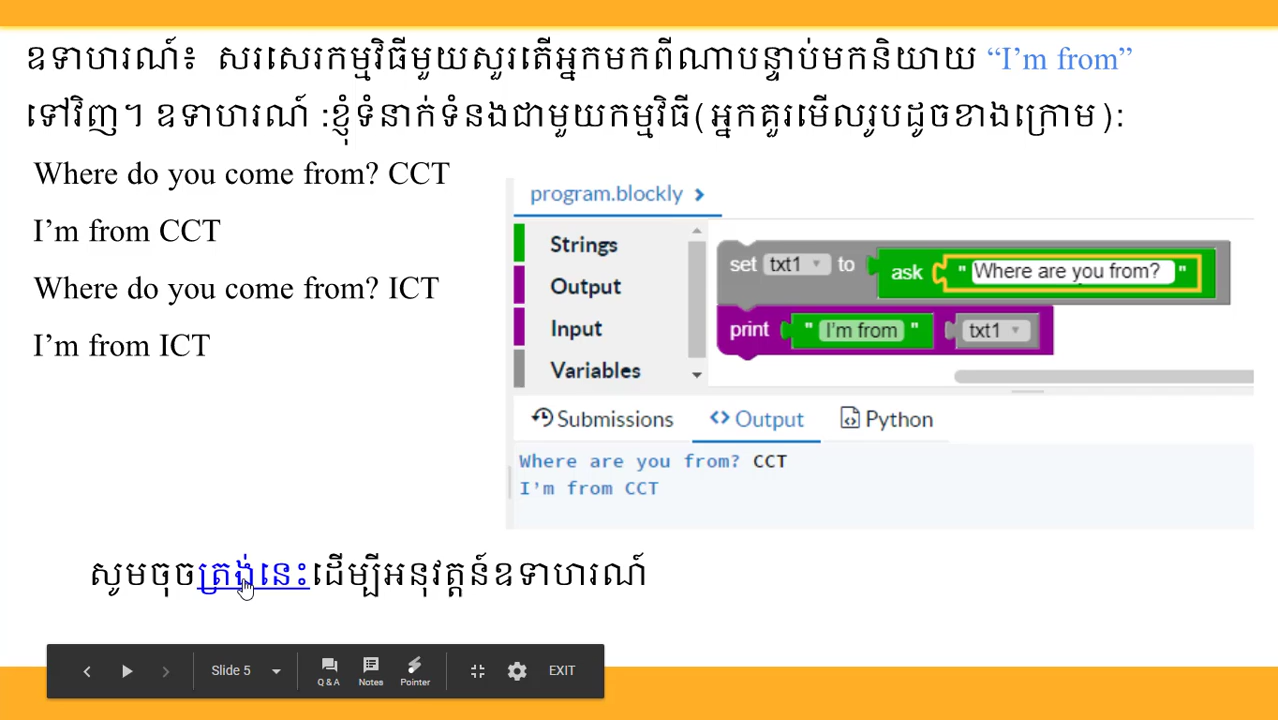 ឧទាហរណ៍៖ សរសេរកម្មវិធីមួយសួរតើអ្នកមកពីណាបន្ទាប់មកនិយាយ “I’m from”
ទៅវិញ។ ឧទាហរណ៍ :ខ្ញុំទំនាក់ទំនងជាមួយកម្មវិធី(អ្នកគួរមើលរូបដូចខាងក្រោម):
Where do you come from? CCT
I’m from CCT
Where do you come from? ICT
I’m from ICT
program.blockly
Strings
Output
Input
Variables
set txt1 to ask " Where are you from? "
print " I’m from " txt1
Submissions Output Python
Where are you from? CCT
I’m from CCT
សូមចុចត្រង់នេះដើម្បីអនុវត្តន៍ឧទាហរណ៍
Slide 5 Q & A Notes Pointer EXIT